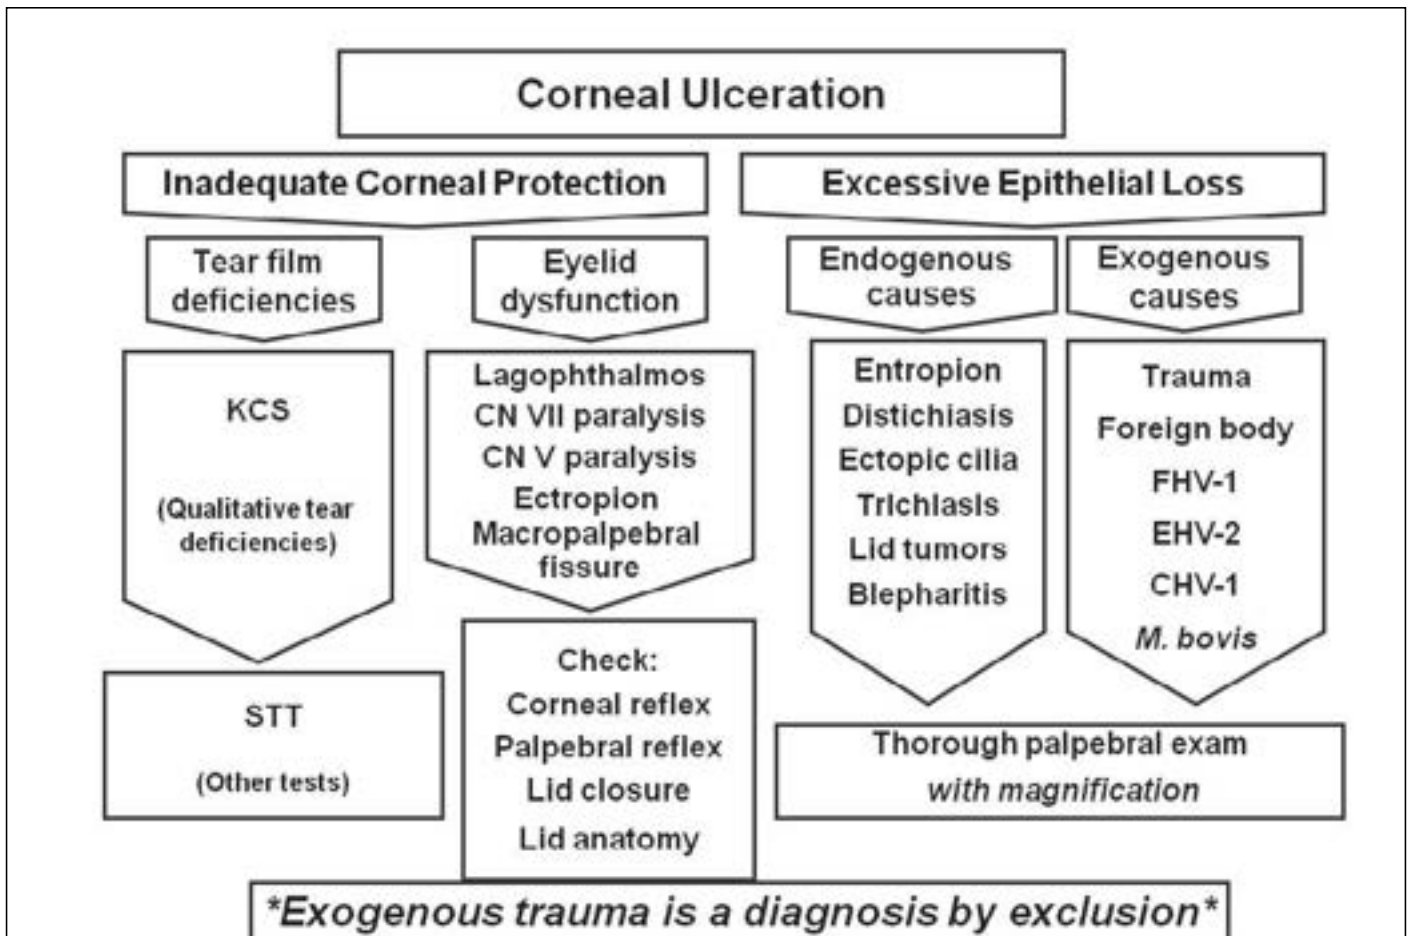 Corneal Ulceration
Inadequate Corneal Protection
Excessive Epithelial Loss
Tear film
deficiencies
Eyelid
dysfunction
Endogenous
causes
Exogenous
causes
KCS
(Qualitative tear
deficiencies)
Lagophthalmos
CN VII paralysis
CN V paralysis
Ectropion
Macropalpebral
fissure
Entropion
Distichiasis
Ectopic cilia
Trichiasis
Lid tumors
Blepharitis
Trauma
Foreign body
FHV-1
EHV-2
CHV-1
M. bovis
STT
(Other tests)
Check:
Corneal reflex
Palpebral reflex
Lid closure
Lid anatomy
Thorough palpebral exam
with magnification
*Exogenous trauma is a diagnosis by exclusion*